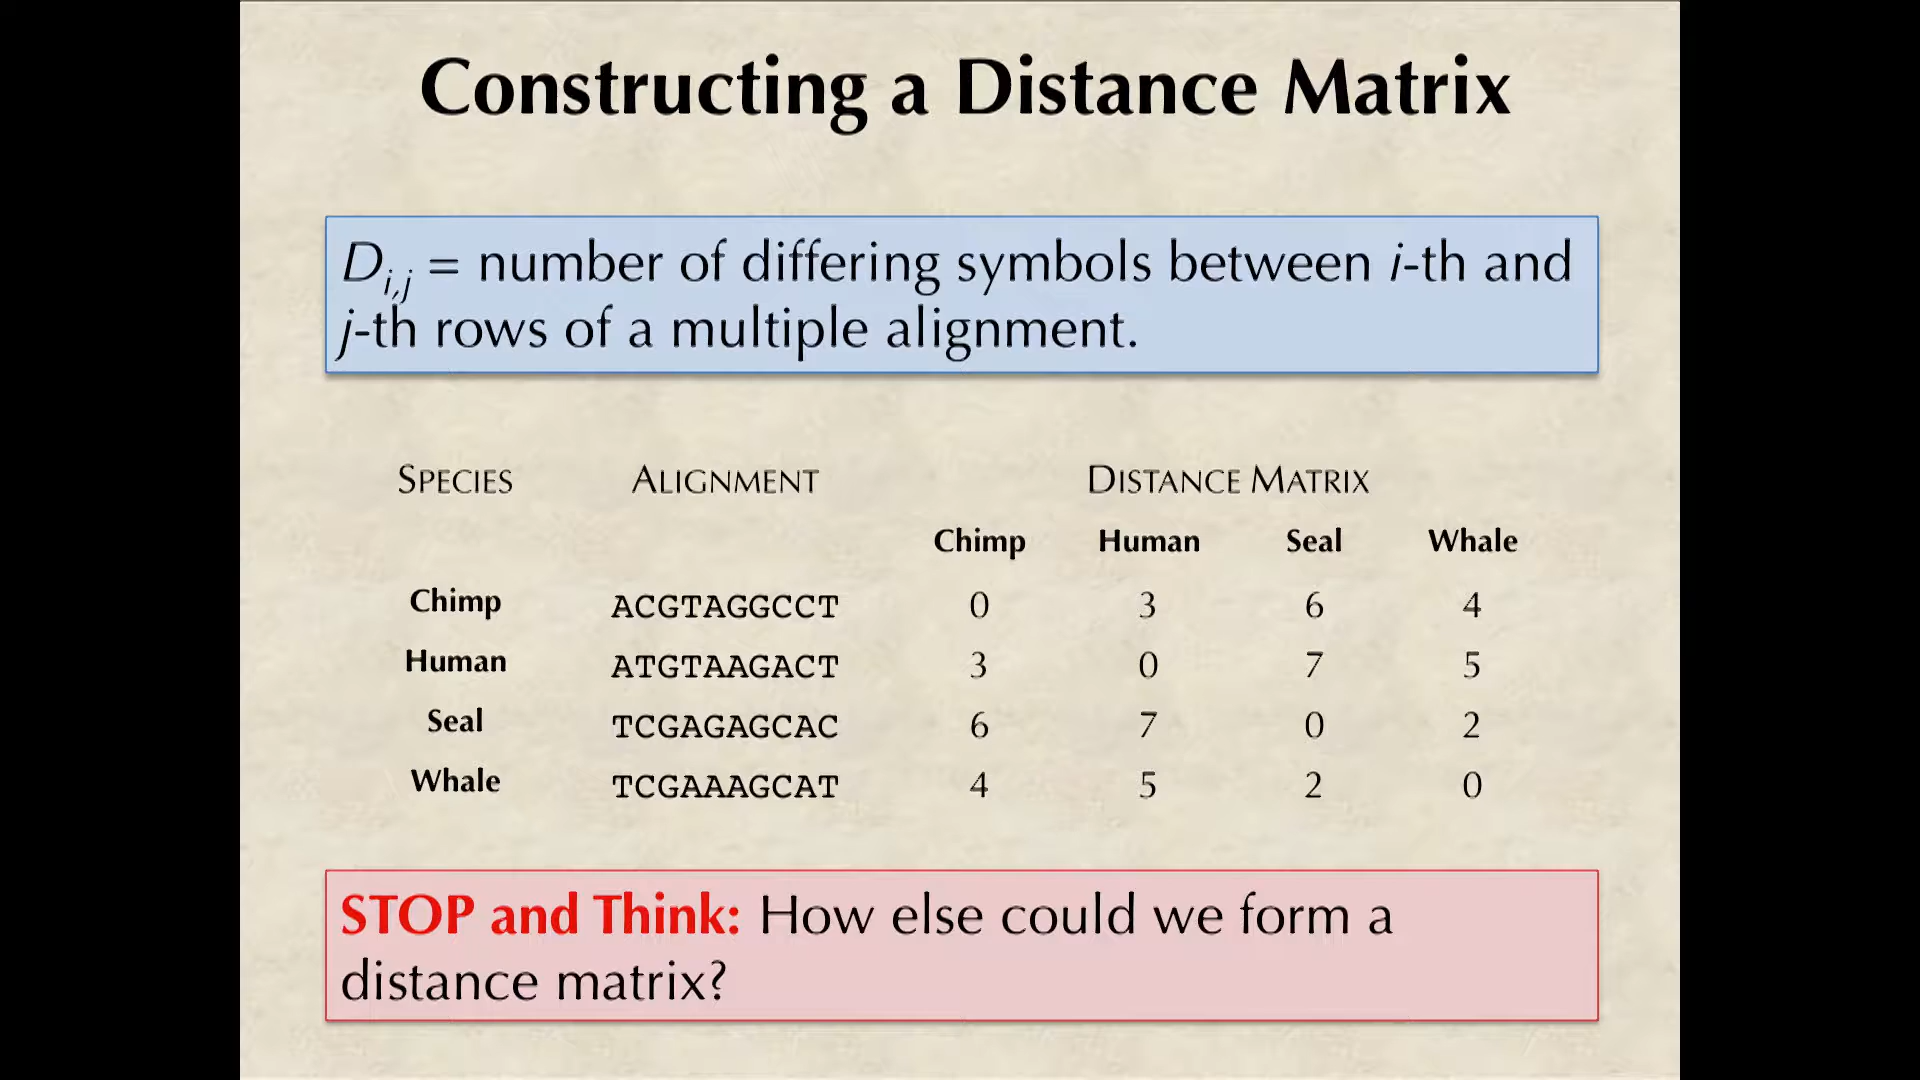 Constructing a Distance Matrix
D_{i,j} = number of differing symbols between i-th and
j-th rows of a multiple alignment.
SPECIES ALIGNMENT DISTANCE MATRIX
Chimp Human Seal Whale
Chimp ACGTAGGCCT 0 3 6 4
Human ATGTAAGACT 3 0 7 5
Seal TCGAGAGCAC 6 7 0 2
Whale TCGAAAGCAT 4 5 2 0
STOP and Think: How else could we form a
distance matrix?